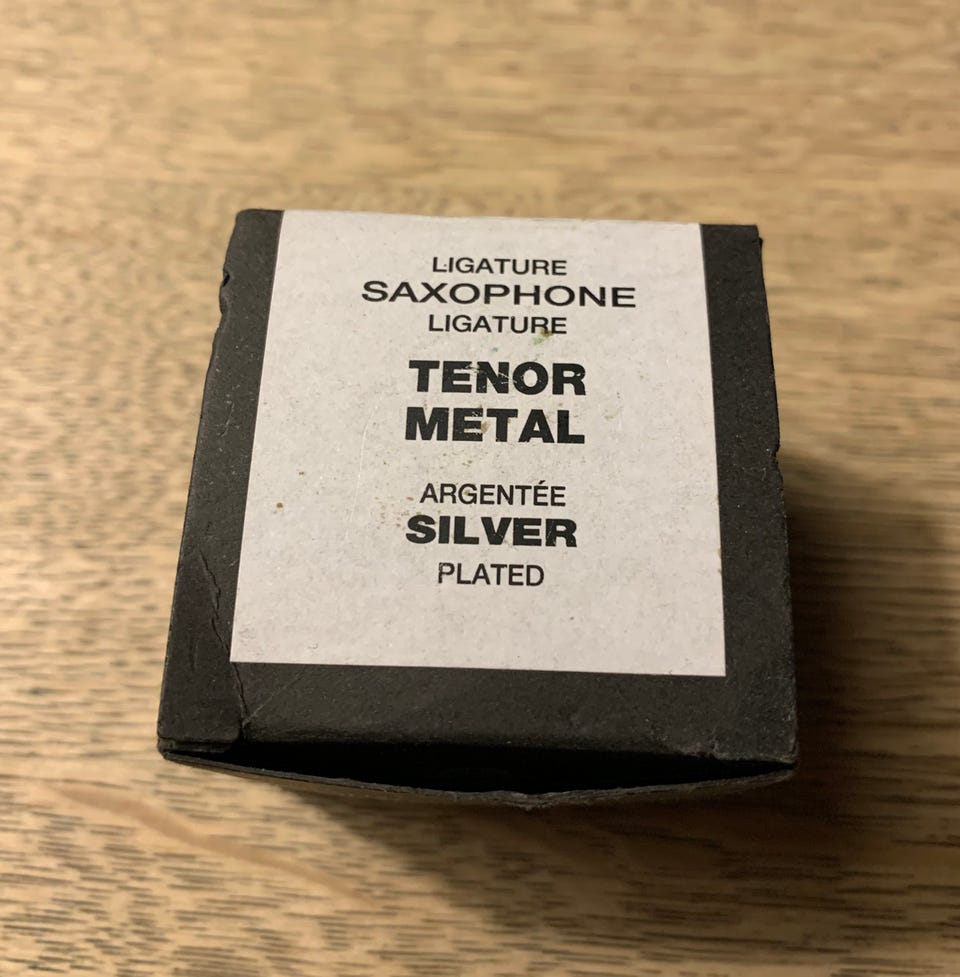 LIGATURE
SAXOPHONE
LIGATURE
TENOR
METAL
ARGENTÉE
SILVER
PLATED